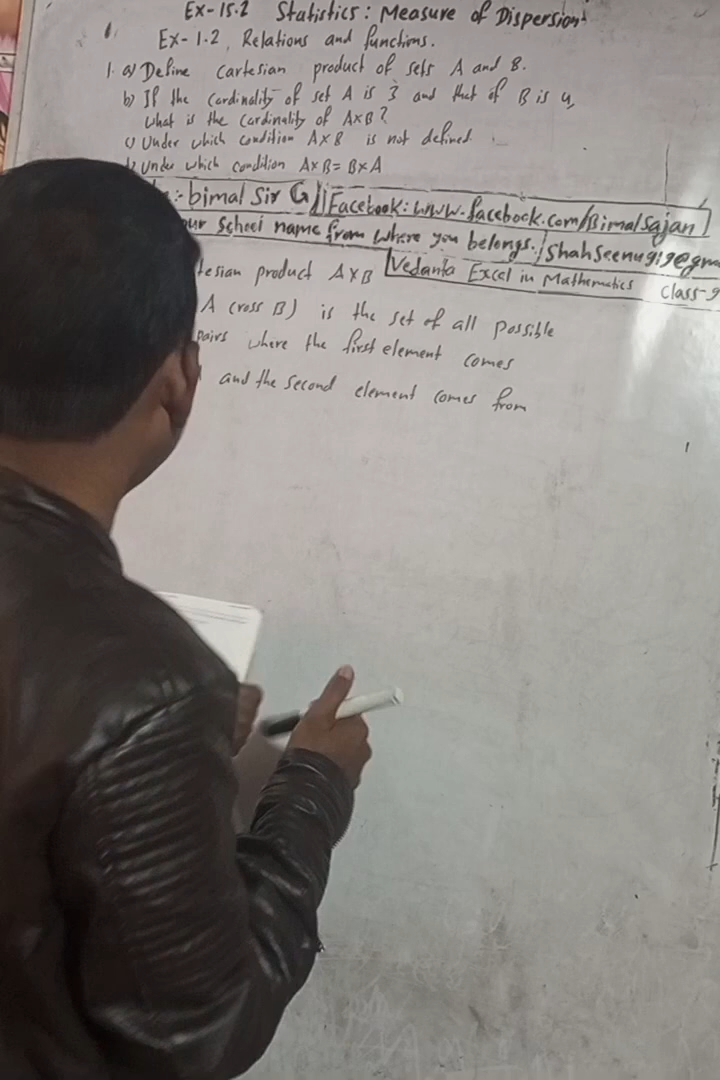 Ex-15.2 Statistics: Measure of Dispersion
Ex-1.2, Relations and functions.
1. a) Define cartesian product of sets A and B.
b) If the cardinality of set A is 3 and that of B is 4,
what is the cardinality of A×B?
c) Under which condition A×B is not defined.
Under which condition A×B = B×A
:- bimal Sir G Facebook: www.facebook.com/Bimalsajan
our School name from where you belongs.
tesian product A×B Vedanta Excel in Mathematics Class-9
A cross B) is the set of all possible
pairs where the first element comes
and the second element comes from